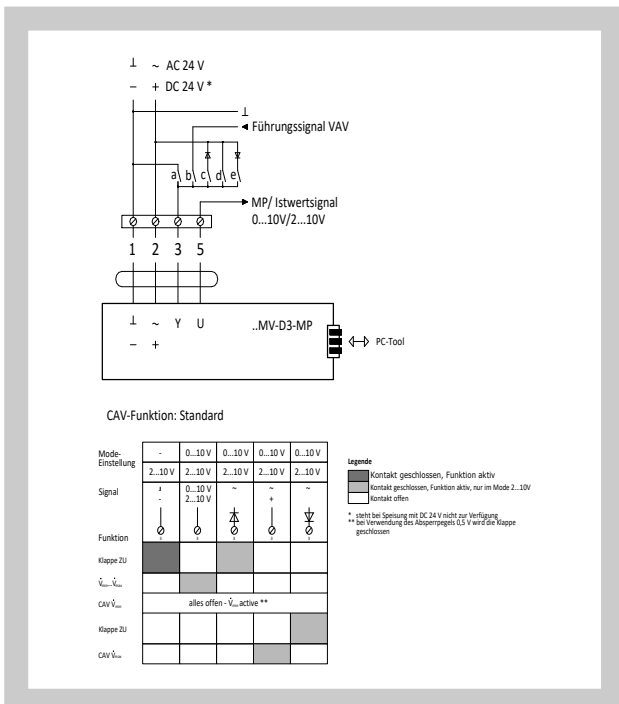 ⊥ ~ AC 24 V
– + DC 24 V *
⊥
Führungssignal VAV
a b c d e
MP/ Istwertsignal
0...10V/2...10V
1 2 3 5
⊥ ~ Y U ..MV-D3-MP
– +
PC-Tool
CAV-Funktion: Standard
Mode-
Einstellung
- 0...10 V 0...10 V 0...10 V 0...10 V
2...10 V 2...10 V 2...10 V 2...10 V 2...10 V
Signal
- 0...10 V 2...10 V ~ ~ + ~
Funktion
Klappe ZU
V̇min...V̇max
CAV V̇min alles offen - V̇min active **
Klappe ZU
CAV V̇max
Legende
Kontakt geschlossen, Funktion aktiv
Kontakt geschlossen, Funktion aktiv, nur im Mode 2...10V
Kontakt offen
* steht bei Speisung mit DC 24 V nicht zur Verfügung
** bei Verwendung des Absperrpegels 0,5 V wird die Klappe
geschlossen